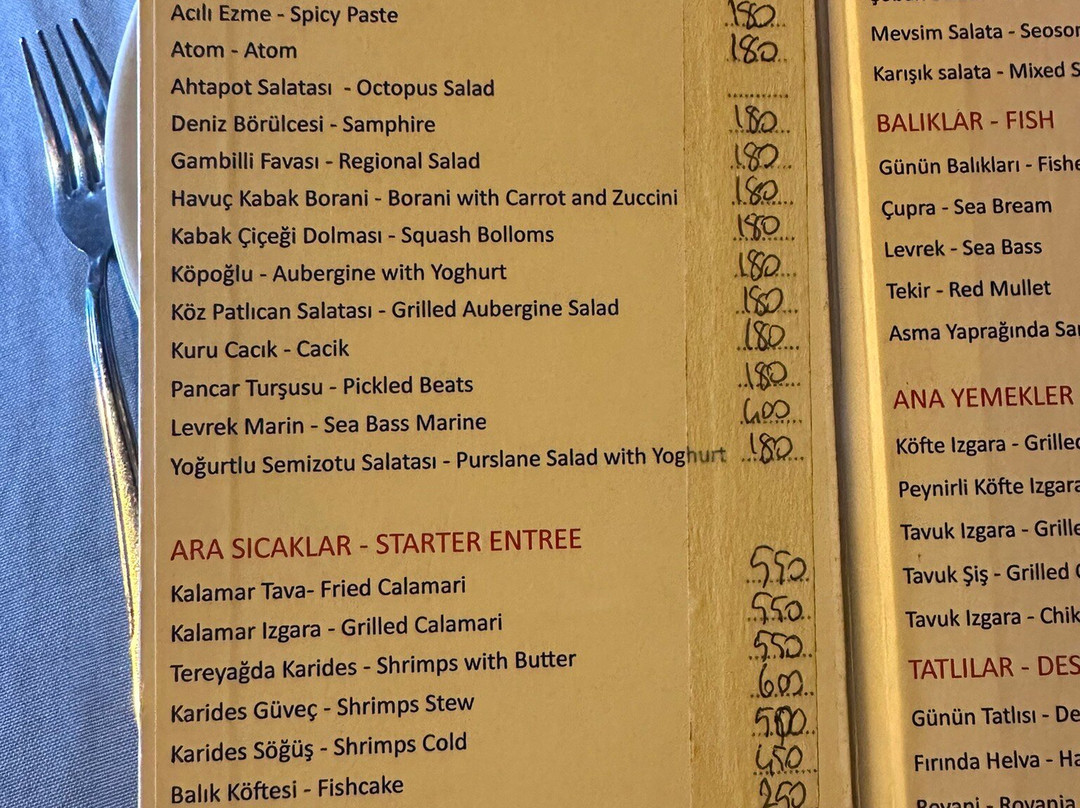 Acılı Ezme - Spicy Paste 180
Atom - Atom 180
Ahtapot Salatası - Octopus Salad ............
Deniz Börülcesi - Samphire 180
Gambilli Favası - Regional Salad 180
Havuç Kabak Borani - Borani with Carrot and Zuccini 180
Kabak Çiçeği Dolması - Squash Bolloms 180
Köpoğlu - Aubergine with Yoghurt 180
Köz Patlıcan Salatası - Grilled Aubergine Salad 180
Kuru Cacık - Cacik 180
Pancar Turşusu - Pickled Beats 180
Levrek Marin - Sea Bass Marine 400
Yoğurtlu Semizotu Salatası - Purslane Salad with Yoghurt 180
ARA SICAKLAR - STARTER ENTREE
Kalamar Tava- Fried Calamari 550
Kalamar Izgara - Grilled Calamari 550
Tereyağda Karides - Shrimps with Butter 550
Karides Güveç - Shrimps Stew 600
Karides Söğüş - Shrimps Cold 500
Balık Köftesi - Fishcake 450
250
Mevsim Salata - Seoson
Karışık salata - Mixed S
BALIKLAR - FISH
Günün Balıkları - Fishe
Çupra - Sea Bream
Levrek - Sea Bass
Tekir - Red Mullet
Asma Yaprağında Sar
ANA YEMEKLER
Köfte Izgara - Grilled
Peynirli Köfte Izgara
Tavuk Izgara - Grille
Tavuk Şiş - Grilled C
Tavuk Izgara - Chik
TATLILAR - DES
Günün Tatlısı - De
Fırında Helva - Ha
Revani - Rovania